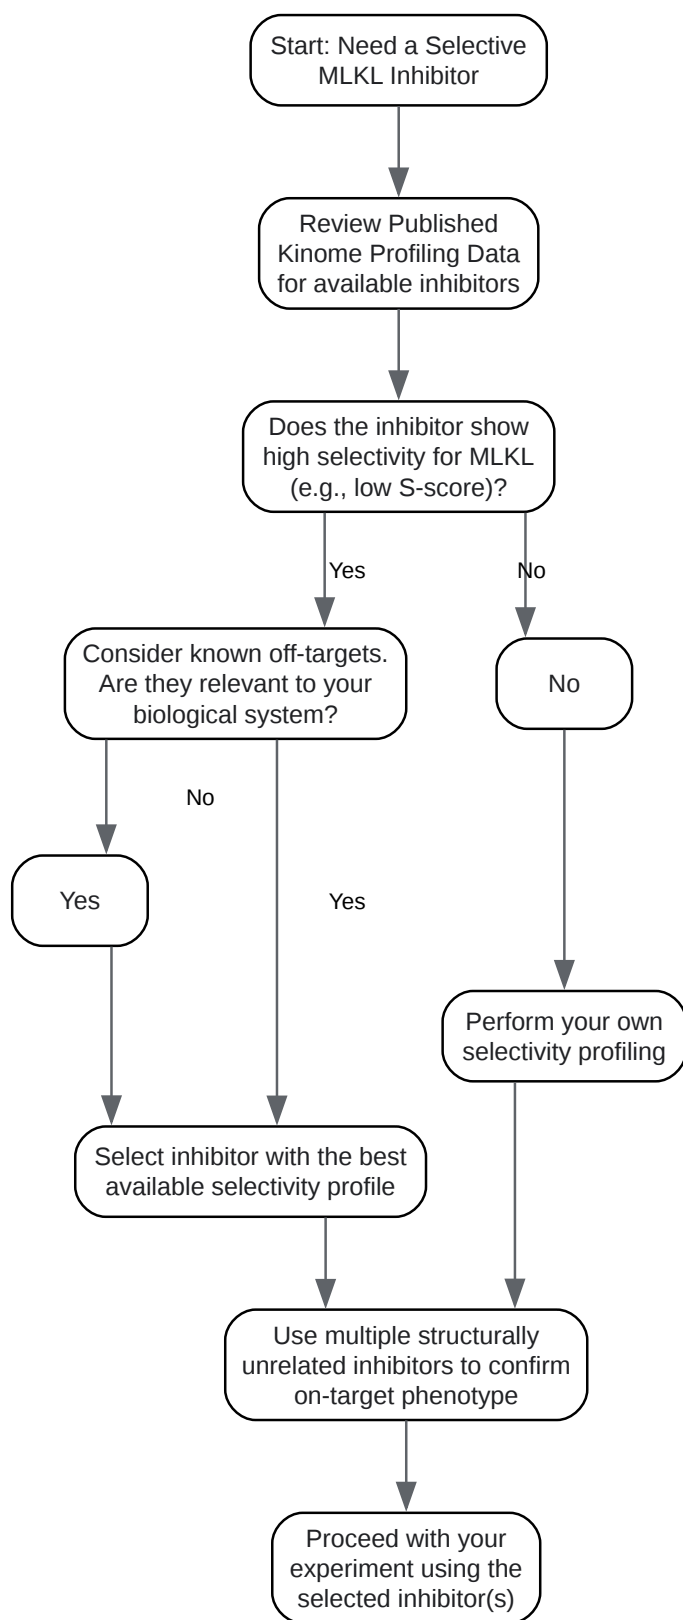 Start: Need a Selective
MLKL Inhibitor
Review Published
Kinome Profiling Data
for available inhibitors
Does the inhibitor show
high selectivity for MLKL
(e.g., low S-score)?
Yes
No
Consider known off-targets.
Are they relevant to your
biological system?
No
No
Yes
Yes
Perform your own
selectivity profiling
Select inhibitor with the best
available selectivity profile
Use multiple structurally
unrelated inhibitors to confirm
on-target phenotype
Proceed with your
experiment using the
selected inhibitor(s)